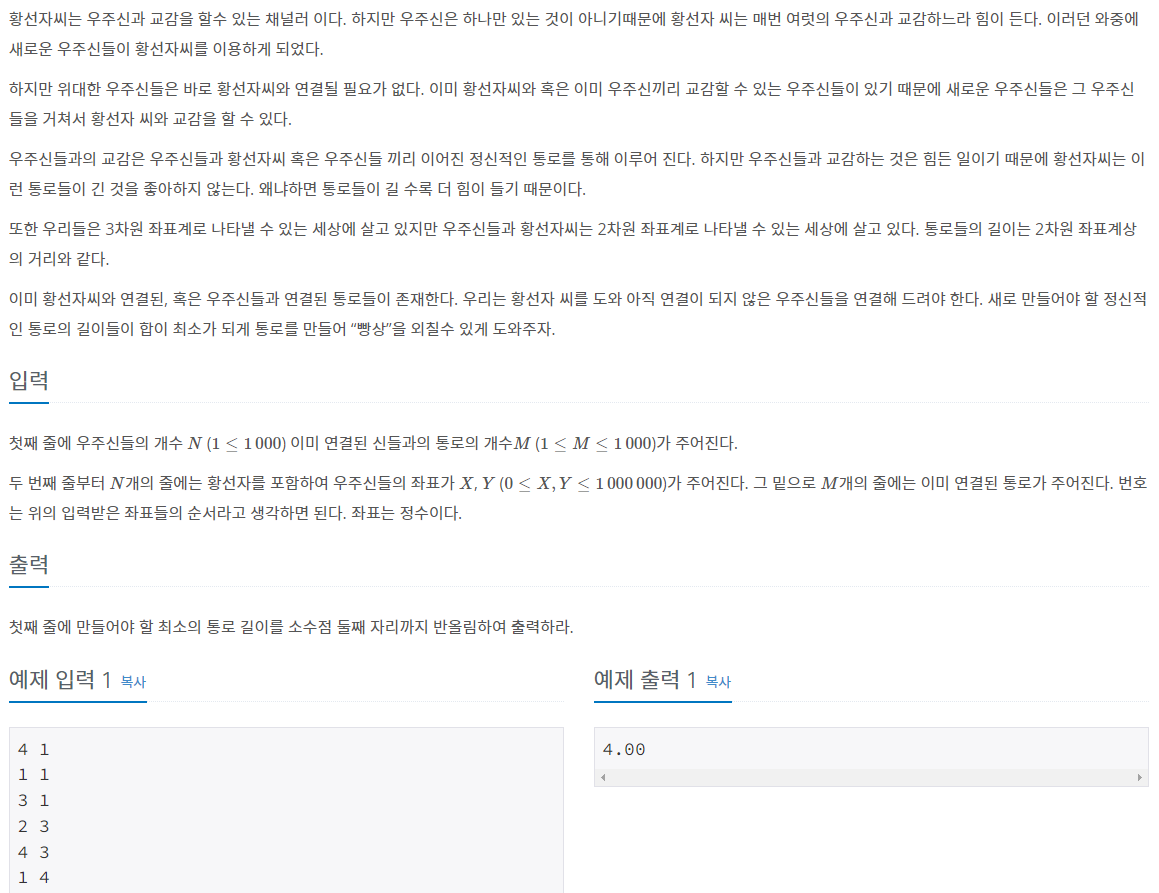 황선자씨는 우주신과 교감을 할수 있는 채널러 이다. 하지만 우주신은 하나만 있는 것이 아니기때문에 황선자 씨는 매번 여럿의 우주신과 교감하느라 힘이 든다. 이러던 와중에
새로운 우주신들이 황선자씨를 이용하게 되었다.
하지만 위대한 우주신들은 바로 황선자씨와 연결될 필요가 없다. 이미 황선자씨와 혹은 이미 우주신끼리 교감할 수 있는 우주신들이 있기 때문에 새로운 우주신들은 그 우주신
들을 거쳐서 황선자 씨와 교감을 할 수 있다.
우주신들과의 교감은 우주신들과 황선자씨 혹은 우주신들 끼리 이어진 정신적인 통로를 통해 이루어 진다. 하지만 우주신들과 교감하는 것은 힘든 일이기 때문에 황선자씨는 이
런 통로들이 긴 것을 좋아하지 않는다. 왜냐하면 통로들이 길 수록 더 힘이 들기 때문이다.
또한 우리들은 3차원 좌표계로 나타낼 수 있는 세상에 살고 있지만 우주신들과 황선자씨는 2차원 좌표계로 나타낼 수 있는 세상에 살고 있다. 통로들의 길이는 2차원 좌표계상
의 거리와 같다.
이미 황선자씨와 연결된, 혹은 우주신들과 연결된 통로들이 존재한다. 우리는 황선자 씨를 도와 아직 연결이 되지 않은 우주신들을 연결해 드려야 한다. 새로 만들어야 할 정신적
인 통로의 길이들이 합이 최소가 되게 통로를 만들어 “빵상”을 외칠수 있게 도와주자.
입력
첫째 줄에 우주신들의 개수 N (1 ≤ 1 000) 이미 연결된 신들과의 통로의 개수M (1 ≤ M ≤ 1 000)가 주어진다.
두 번째 줄부터 N개의 줄에는 황선자를 포함하여 우주신들의 좌표가 X, Y (0 ≤ X, Y ≤ 1 000 000)가 주어진다. 그 밑으로 M개의 줄에는 이미 연결된 통로가 주어진다. 번호
는 위의 입력받은 좌표들의 순서라고 생각하면 된다. 좌표는 정수이다.
출력
첫째 줄에 만들어야 할 최소의 통로 길이를 소수점 둘째 자리까지 반올림하여 출력하라.
예제 입력 1 복사
4 1
1 1
3 1
2 3
4 3
1 4
예제 출력 1 복사
4.00